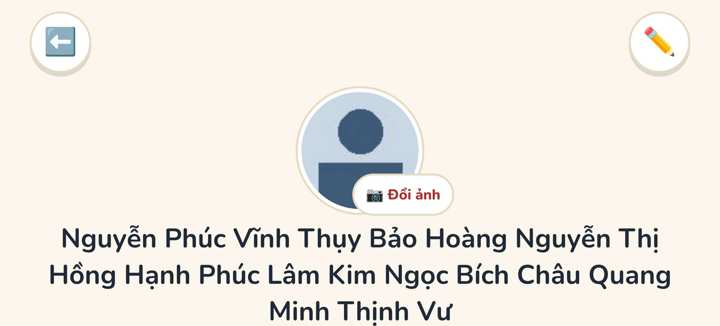 Đổi ảnh
Nguyễn Phúc Vĩnh Thụy Bảo Hoàng Nguyễn Thị
Hồng Hạnh Phúc Lâm Kim Ngọc Bích Châu Quang
Minh Thịnh Vư